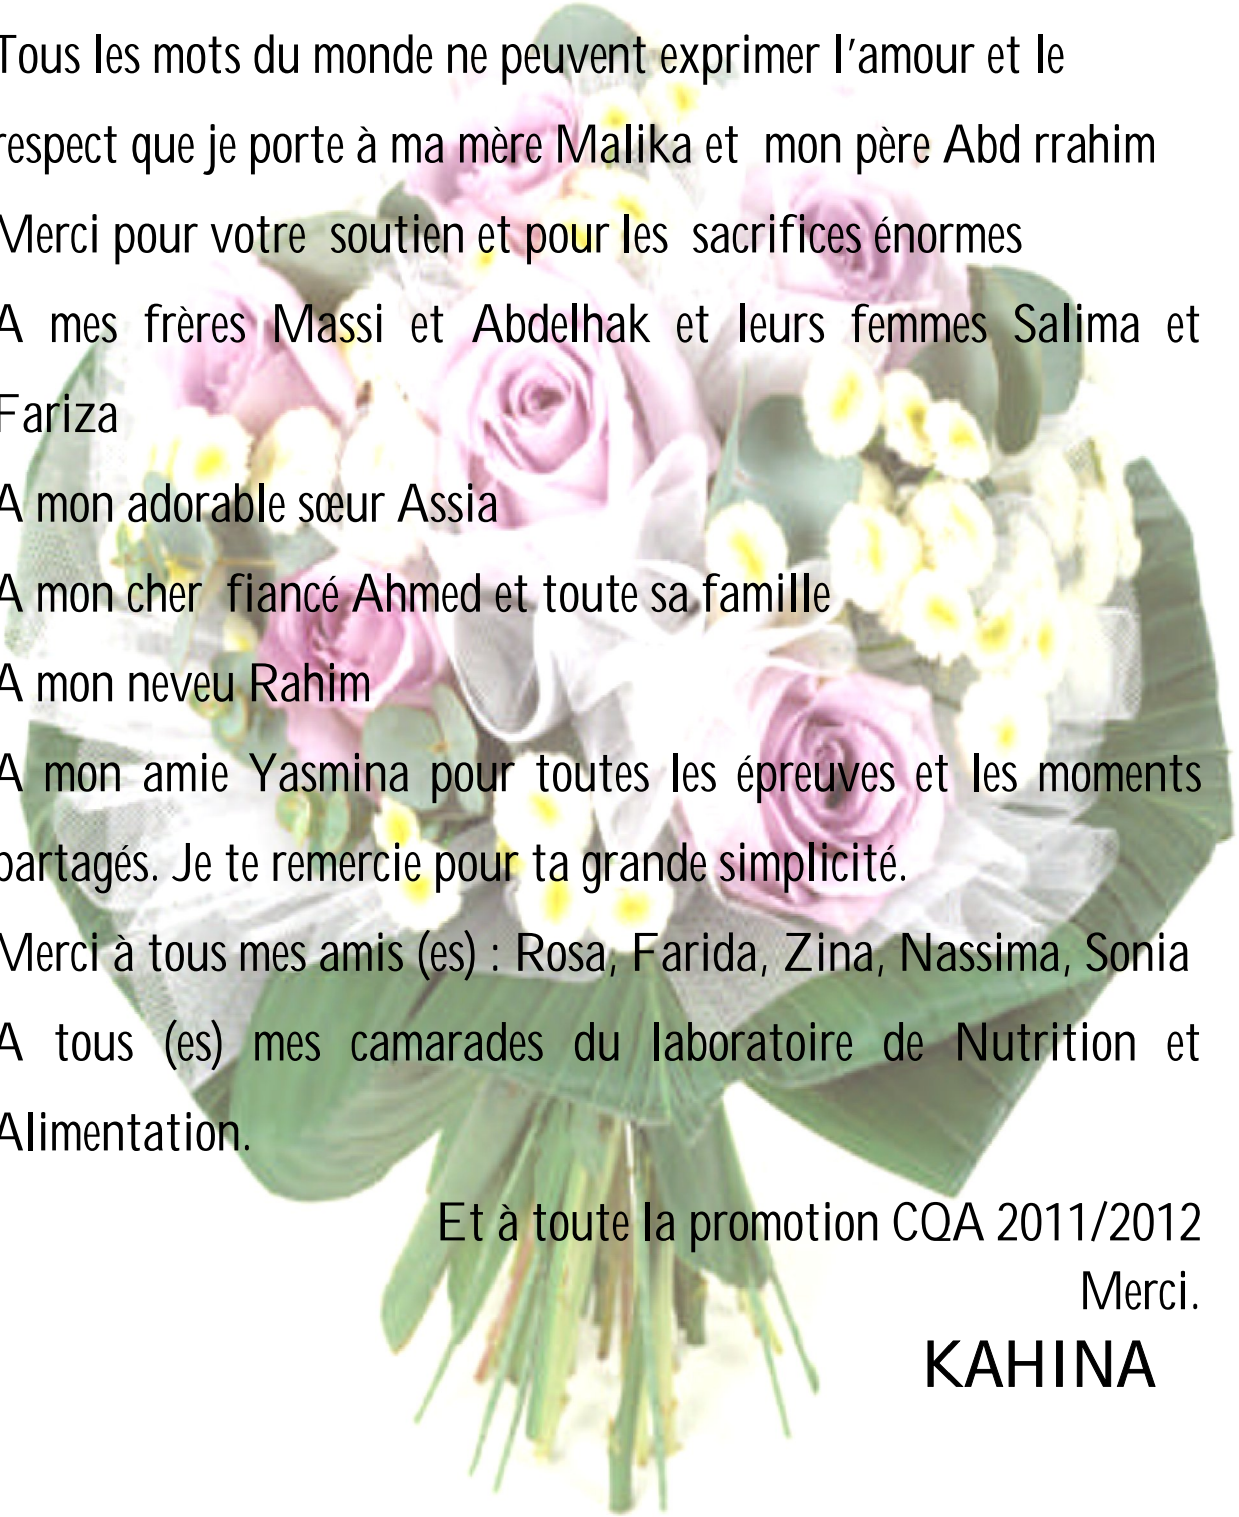 Tous les mots du monde ne peuvent exprimer l'amour et le
respect que je porte à ma mère Malika et mon père Abd rrahim
Merci pour votre soutien et pour les sacrifices énormes
A mes frères Massi et Abdelhak et leurs femmes Salima et
Fariza
A mon adorable sœur Assia
A mon cher fiancé Ahmed et toute sa famille
A mon neveu Rahim
A mon amie Yasmina pour toutes les épreuves et les moments
partagés. Je te remercie pour ta grande simplicité.
Merci à tous mes amis (es) : Rosa, Farida, Zina, Nassima, Sonia
A tous (es) mes camarades du laboratoire de Nutrition et
Alimentation.
Et à toute la promotion CQA 2011/2012
Merci.
KAHINA